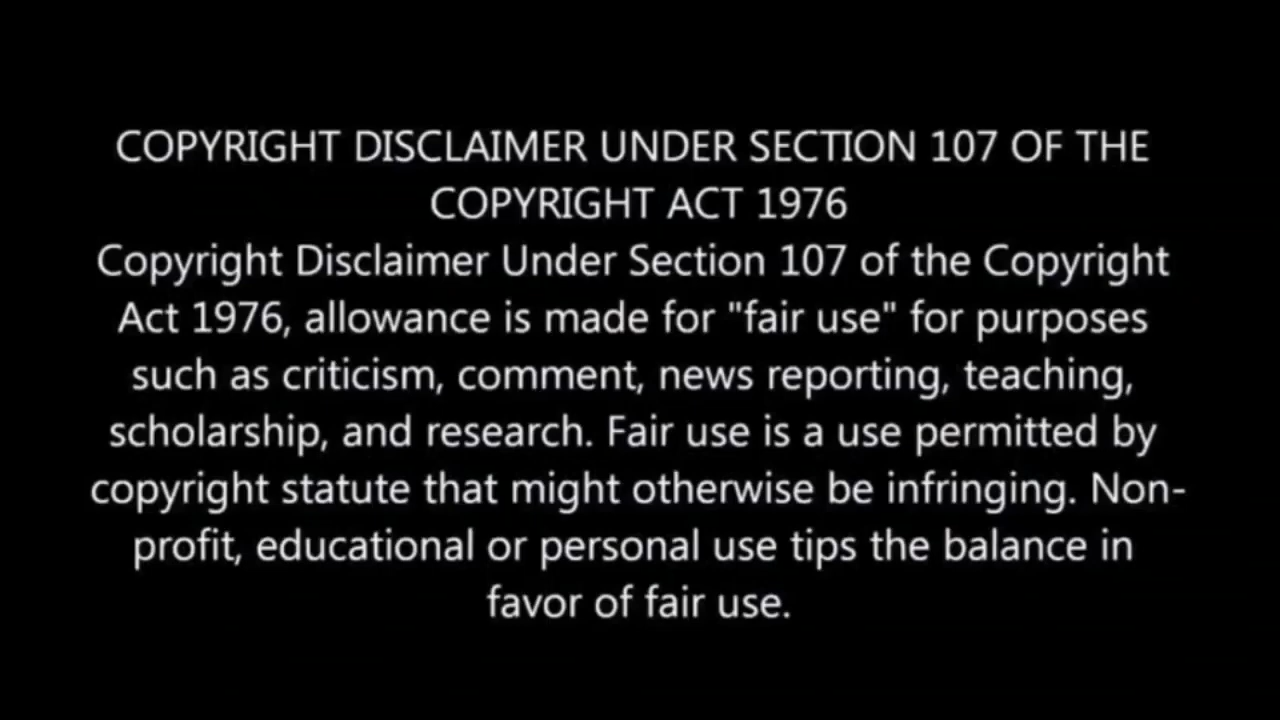 COPYRIGHT DISCLAIMER UNDER SECTION 107 OF THE
COPYRIGHT ACT 1976
Copyright Disclaimer Under Section 107 of the Copyright
Act 1976, allowance is made for "fair use" for purposes
such as criticism, comment, news reporting, teaching,
scholarship, and research. Fair use is a use permitted by
copyright statute that might otherwise be infringing. Non-
profit, educational or personal use tips the balance in
favor of fair use.